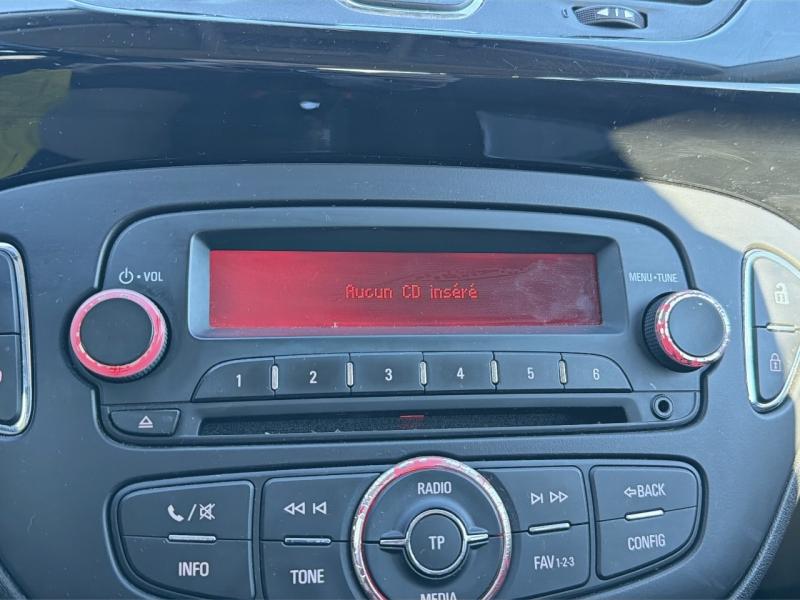 VOL
MENU•TUNE
Aucun CD inséré
1 2 3 4 5 6
RADIO
BACK
TP
INFO
TONE
FAV 1-2-3
CONFIG
MEDIA